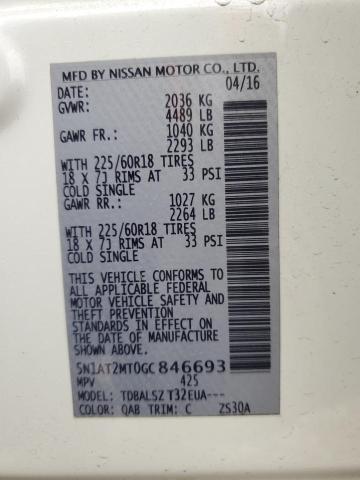 MFD BY NISSAN MOTOR CO., LTD.
DATE: 04/16
GVWR: 2036 KG
4489 LB
GAWR FR.: 1040 KG
2293 LB
WITH 225/60R18 TIRES
18 X 7J RIMS AT 33 PSI
COLD SINGLE
GAWR RR.: 1027 KG
2264 LB
WITH 225/60R18 TIRES
18 X 7J RIMS AT 33 PSI
COLD SINGLE
THIS VEHICLE CONFORMS TO
ALL APPLICABLE FEDERAL
MOTOR VEHICLE SAFETY AND
THEFT PREVENTION
STANDARDS IN EFFECT ON
THE DATE OF MANUFACTURE
SHOWN ABOVE.
5N1AT2MT0GC846693
MPV 425
MODEL: TDBALSZ T32EUA---
COLOR: QAB TRIM: C ZS30A